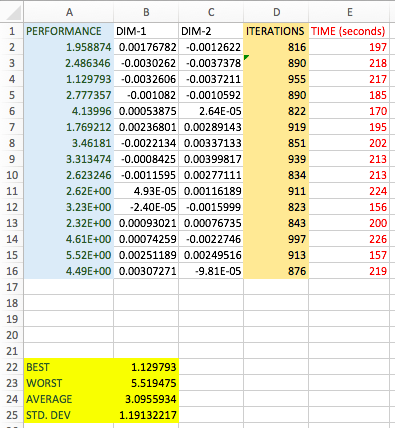 A B C D E
1 PERFORMANCE DIM-1 DIM-2 ITERATIONS TIME (seconds)
2 1.958874 0.00176782 -0.0012622 816 197
3 2.486346 -0.0030262 -0.0037378 890 218
4 1.129793 -0.0032606 -0.0037211 955 217
5 2.777357 -0.001082 -0.0010592 890 185
6 4.13996 0.00053875 2.64E-05 822 170
7 1.769212 0.00236801 0.00289143 919 195
8 3.46181 -0.0022134 0.00337133 851 202
9 3.313474 -0.0008425 0.00399817 939 213
10 2.623246 -0.0011595 0.00277111 834 213
11 2.62E+00 4.93E-05 0.00116189 911 224
12 3.23E+00 -2.40E-05 -0.0015999 823 156
13 2.32E+00 0.00093021 0.00076735 843 200
14 4.61E+00 0.00074259 -0.0022746 997 226
15 5.52E+00 0.00251189 0.00249516 913 157
16 4.49E+00 0.00307271 -9.81E-05 876 219
17
18
19
20
21
22 BEST 1.129793
23 WORST 5.519475
24 AVERAGE 3.0955934
25 STD. DEV 1.19132217